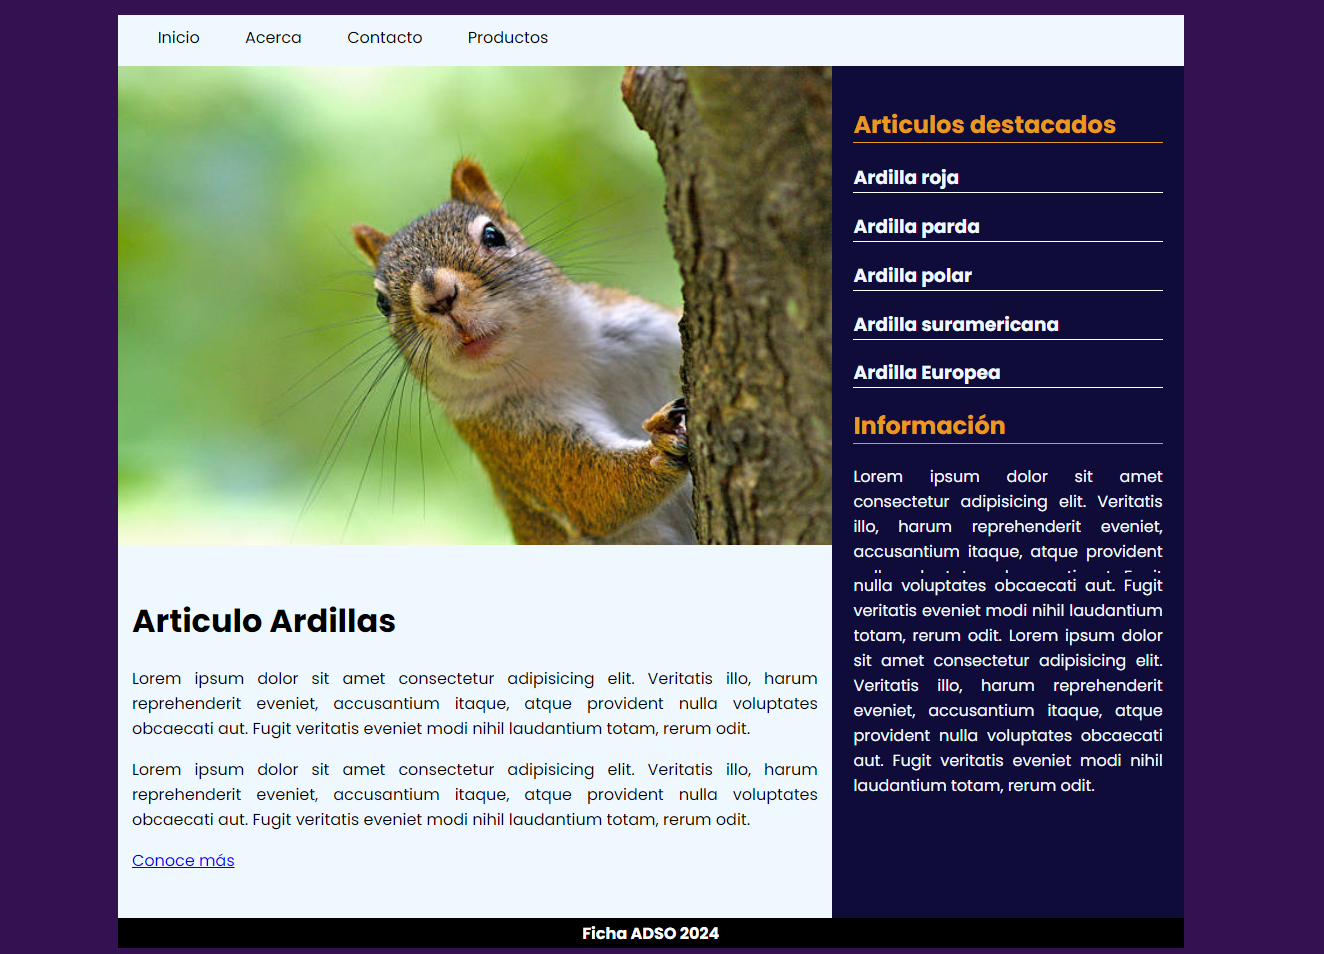 Inicio Acerca Contacto Productos
Articulo Ardillas
Lorem ipsum dolor sit amet consectetur adipisicing elit. Veritatis illo, harum
reprehenderit eveniet, accusantium itaque, atque provident nulla voluptates
obcaecati aut. Fugit veritatis eveniet modi nihil laudantium totam, rerum odit.
Lorem ipsum dolor sit amet consectetur adipisicing elit. Veritatis illo, harum
reprehenderit eveniet, accusantium itaque, atque provident nulla voluptates
obcaecati aut. Fugit veritatis eveniet modi nihil laudantium totam, rerum odit.
Conoce más
Articulos destacados
Ardilla roja
Ardilla parda
Ardilla polar
Ardilla suramericana
Ardilla Europea
Información
Lorem ipsum dolor sit amet
consectetur adipisicing elit. Veritatis
illo, harum reprehenderit eveniet,
accusantium itaque, atque provident
nulla voluptates obcaecati aut. Fugit
veritatis eveniet modi nihil laudantium
totam, rerum odit. Lorem ipsum dolor
sit amet consectetur adipisicing elit.
Veritatis illo, harum reprehenderit
eveniet, accusantium itaque, atque
provident nulla voluptates obcaecati
aut. Fugit veritatis eveniet modi nihil
laudantium totam, rerum odit.
Ficha ADSO 2024